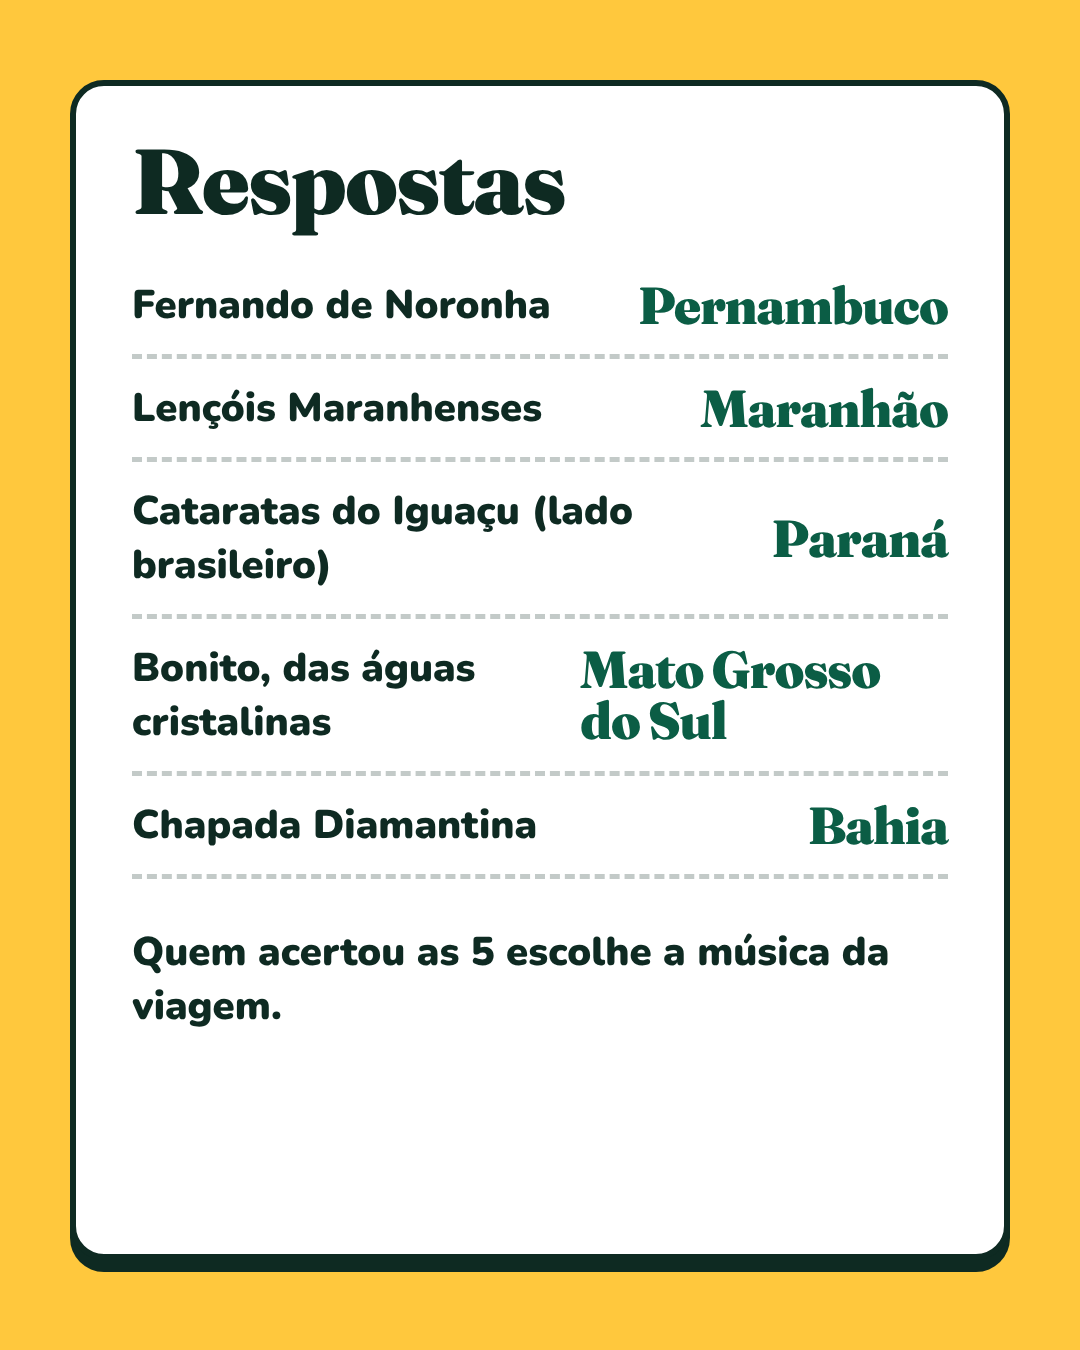 Respostas
Fernando de Noronha Pernambuco
Lençóis Maranhenses Maranhão
Cataratas do Iguaçu (lado
brasileiro)
Paraná
Bonito, das águas
cristalinas
Mato Grosso
do Sul
Chapada Diamantina Bahia
Quem acertou as 5 escolhe a música da
viagem.